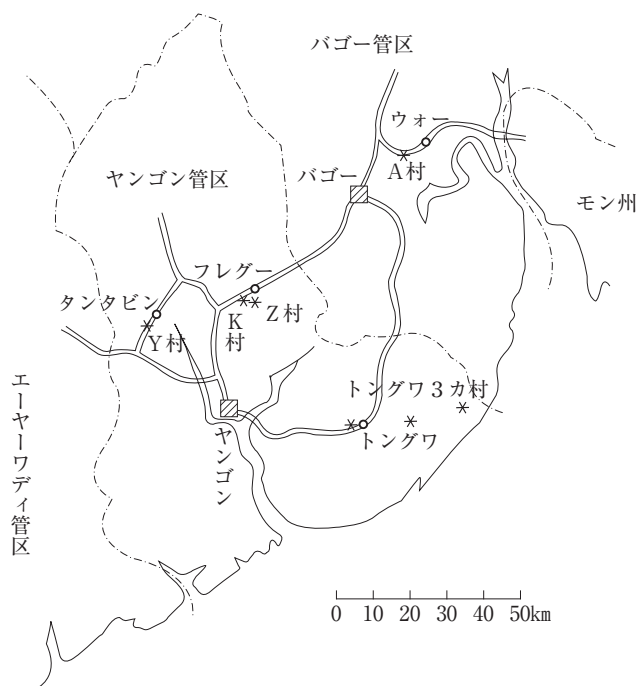 バゴー管区
ウォー
A村
バゴー
ヤンゴン管区
モン州
フレグー
タンタビン
Z村
K村
Y村
トングワ3カ村
トングワ
ヤンゴン
エーヤーワディ管区
0 10 20 30 40 50km